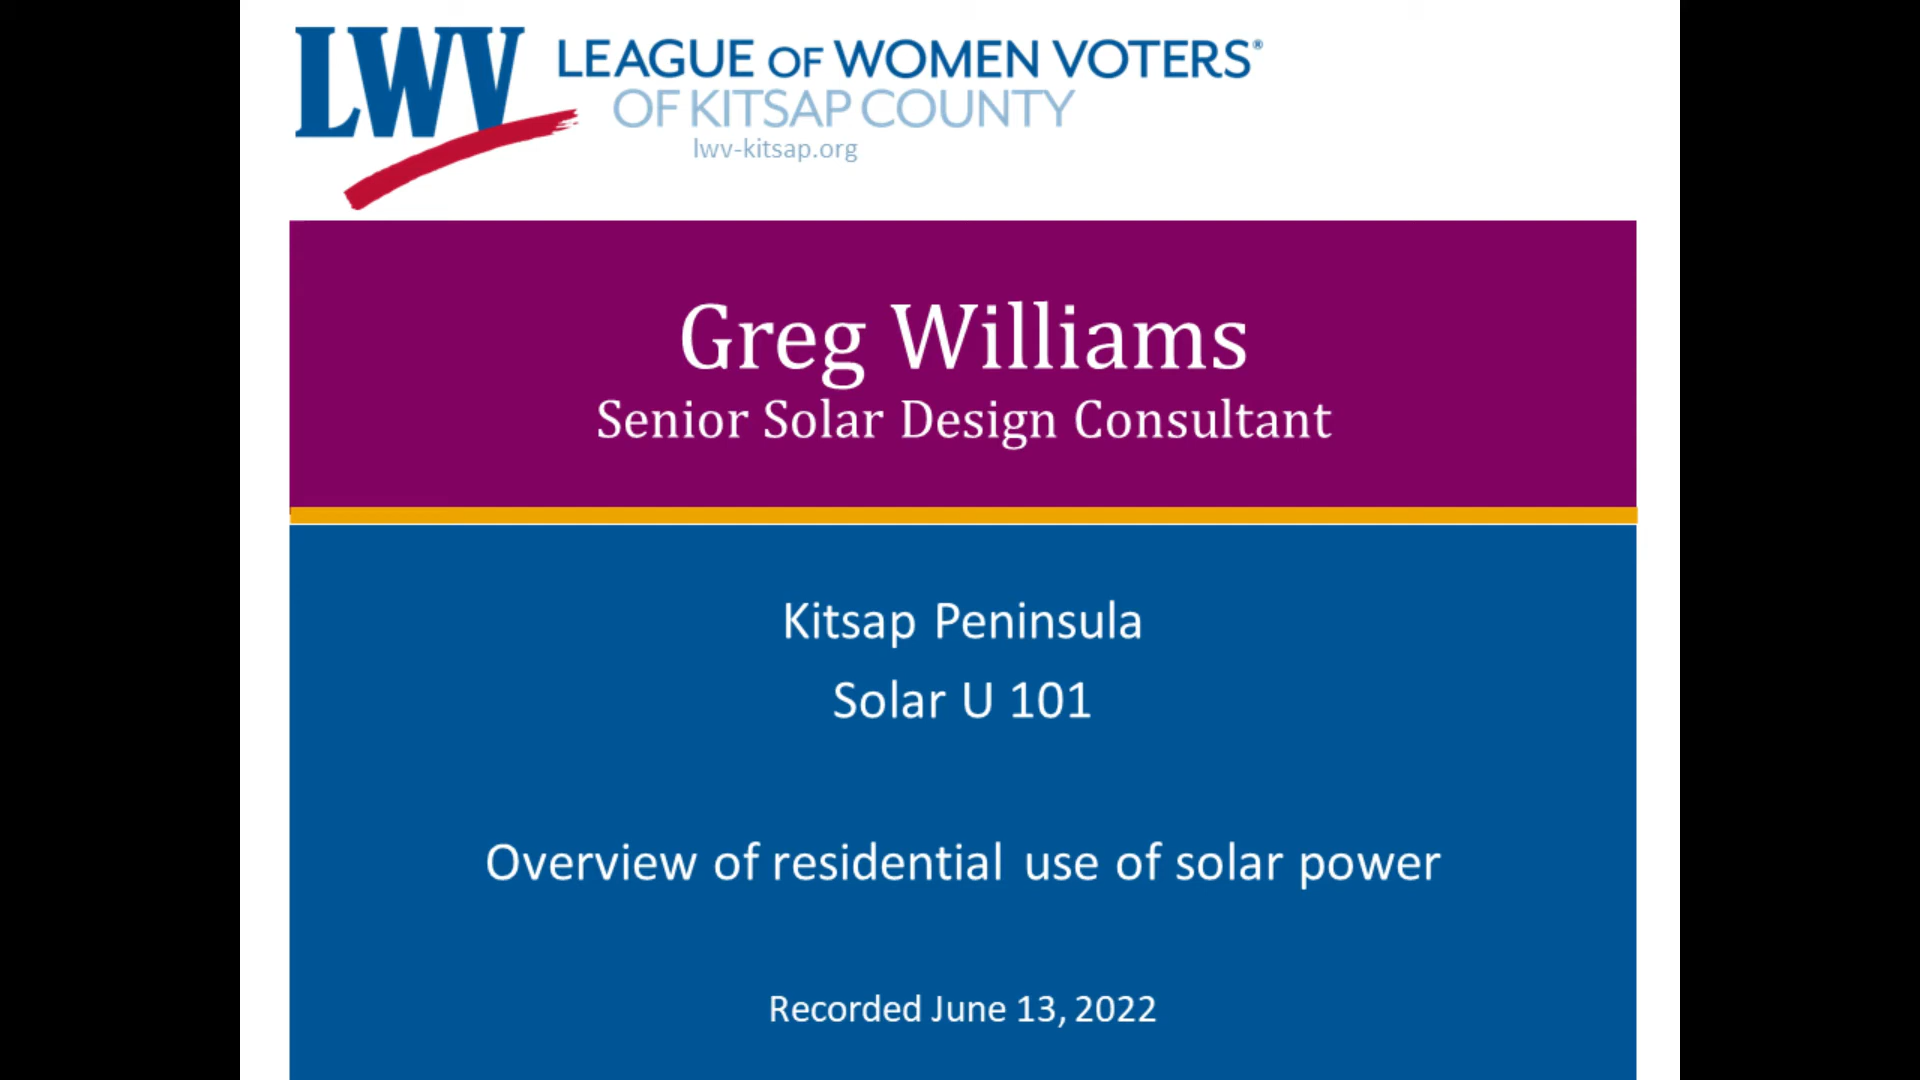 LWV
LEAGUE OF WOMEN VOTERS®
OF KITSAP COUNTY
lwv-kitsap.org
Greg Williams
Senior Solar Design Consultant
Kitsap Peninsula
Solar U 101
Overview of residential use of solar power
Recorded June 13, 2022